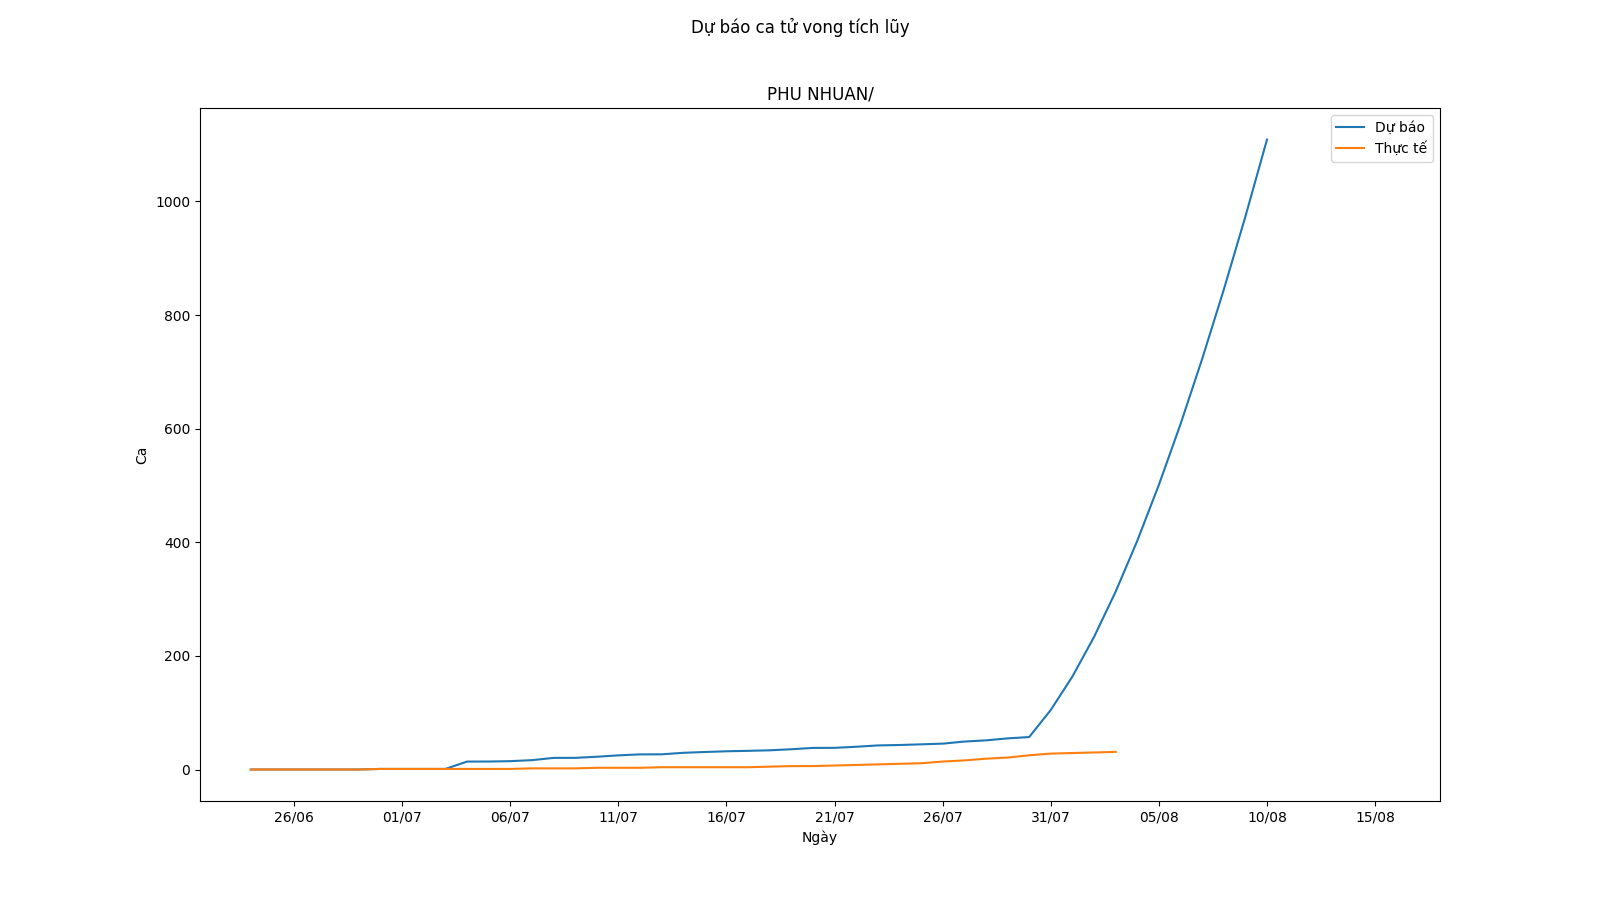 Dự báo ca tử vong tích lũy
PHU NHUAN/
Dự báo
Thực tế
1000
800
600
400
200
0
Ca
26/06 01/07 06/07 11/07 16/07 21/07 26/07 31/07 05/08 10/08 15/08
Ngày